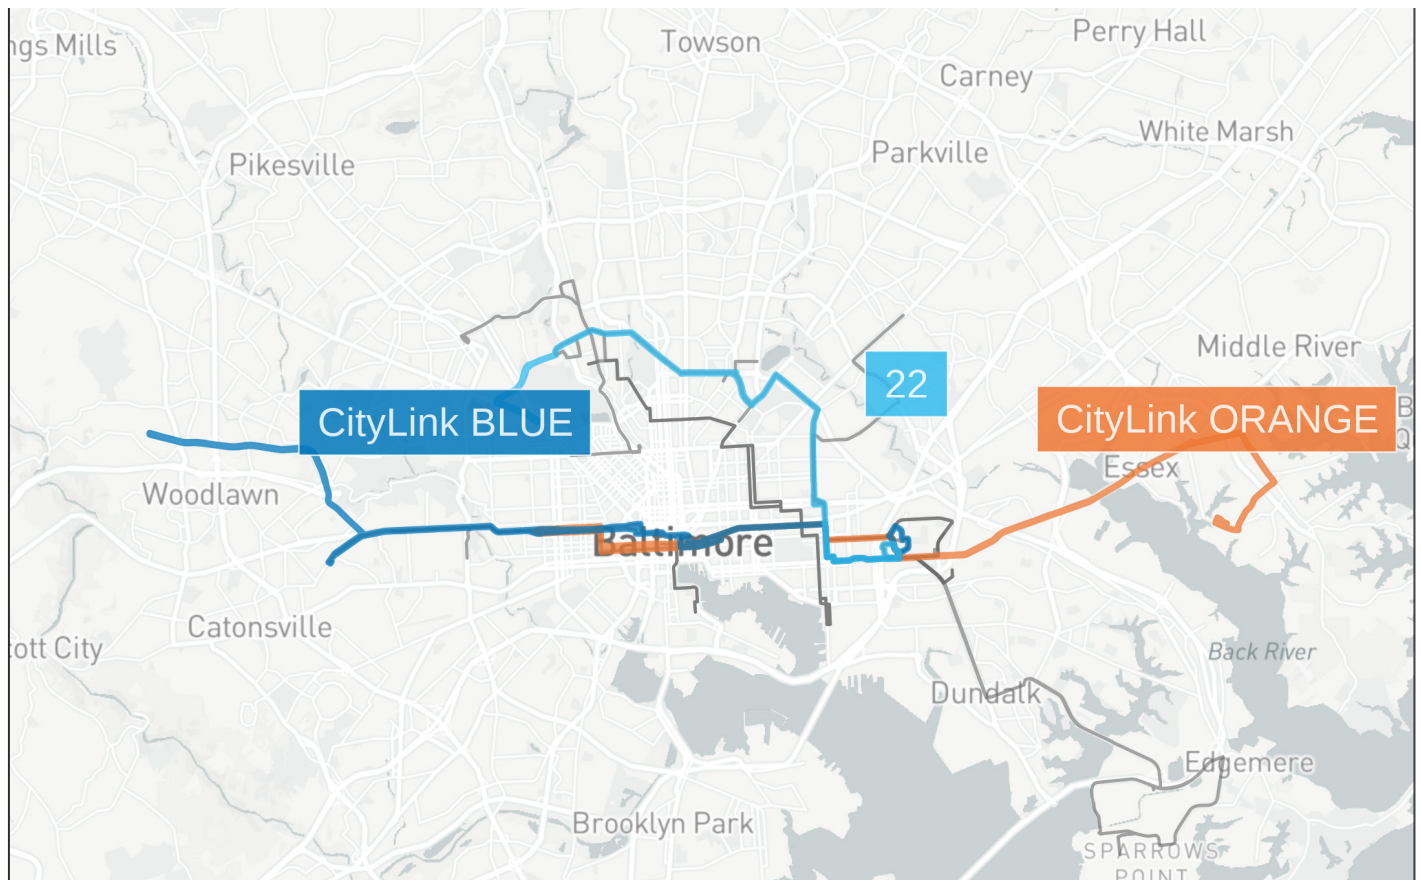 ngs Mills
Towson
Perry Hall
Carney
White Marsh
Parkville
Pikesville
Middle River
22
CityLink BLUE
CityLink ORANGE
B
Q
Essex
Woodlawn
Baltimore
Catonsville
ott City
Back River
Dundalk
Edgemere
Brooklyn Park
SPARROWS
POINT